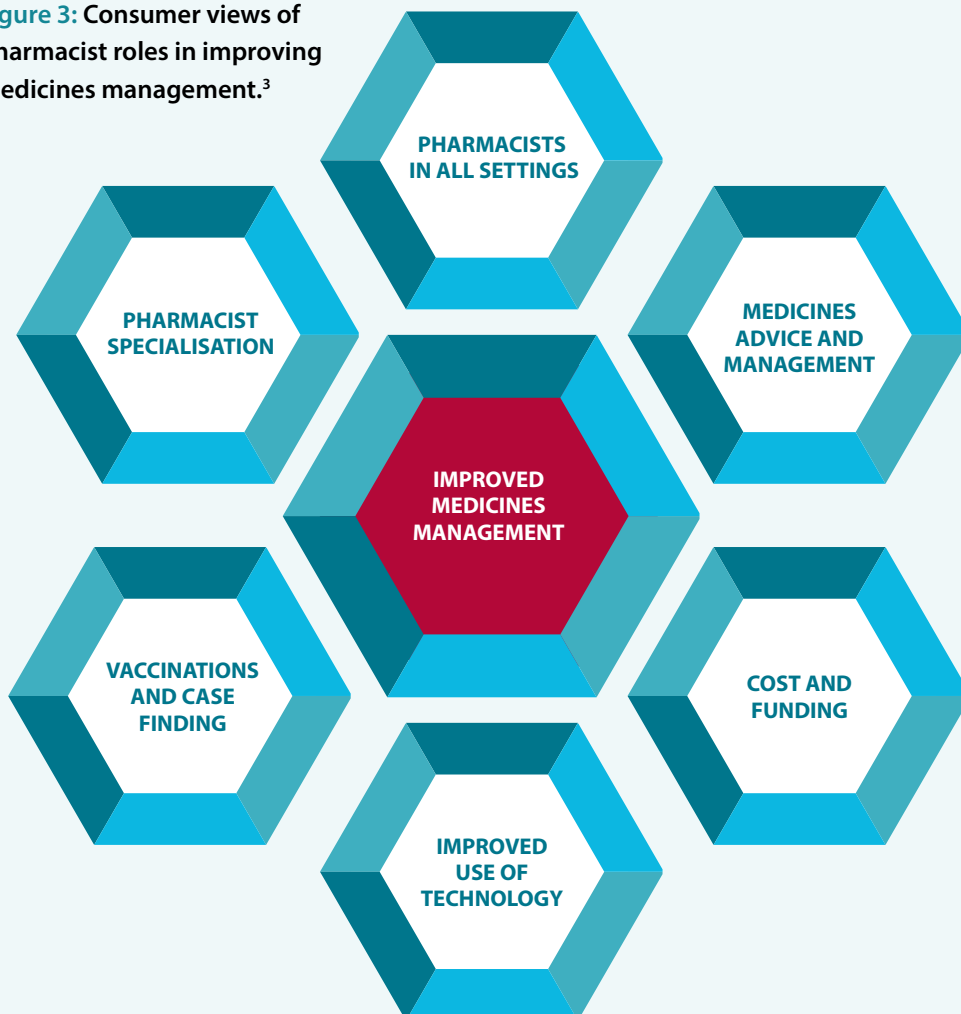 gure 3: Consumer views of
harmacist roles in improving
edicines management.³
PHARMACISTS
IN ALL SETTINGS
PHARMACIST
SPECIALISATION
MEDICINES
ADVICE AND
MANAGEMENT
IMPROVED
MEDICINES
MANAGEMENT
VACCINATIONS
AND CASE
FINDING
COST AND
FUNDING
IMPROVED
USE OF
TECHNOLOGY